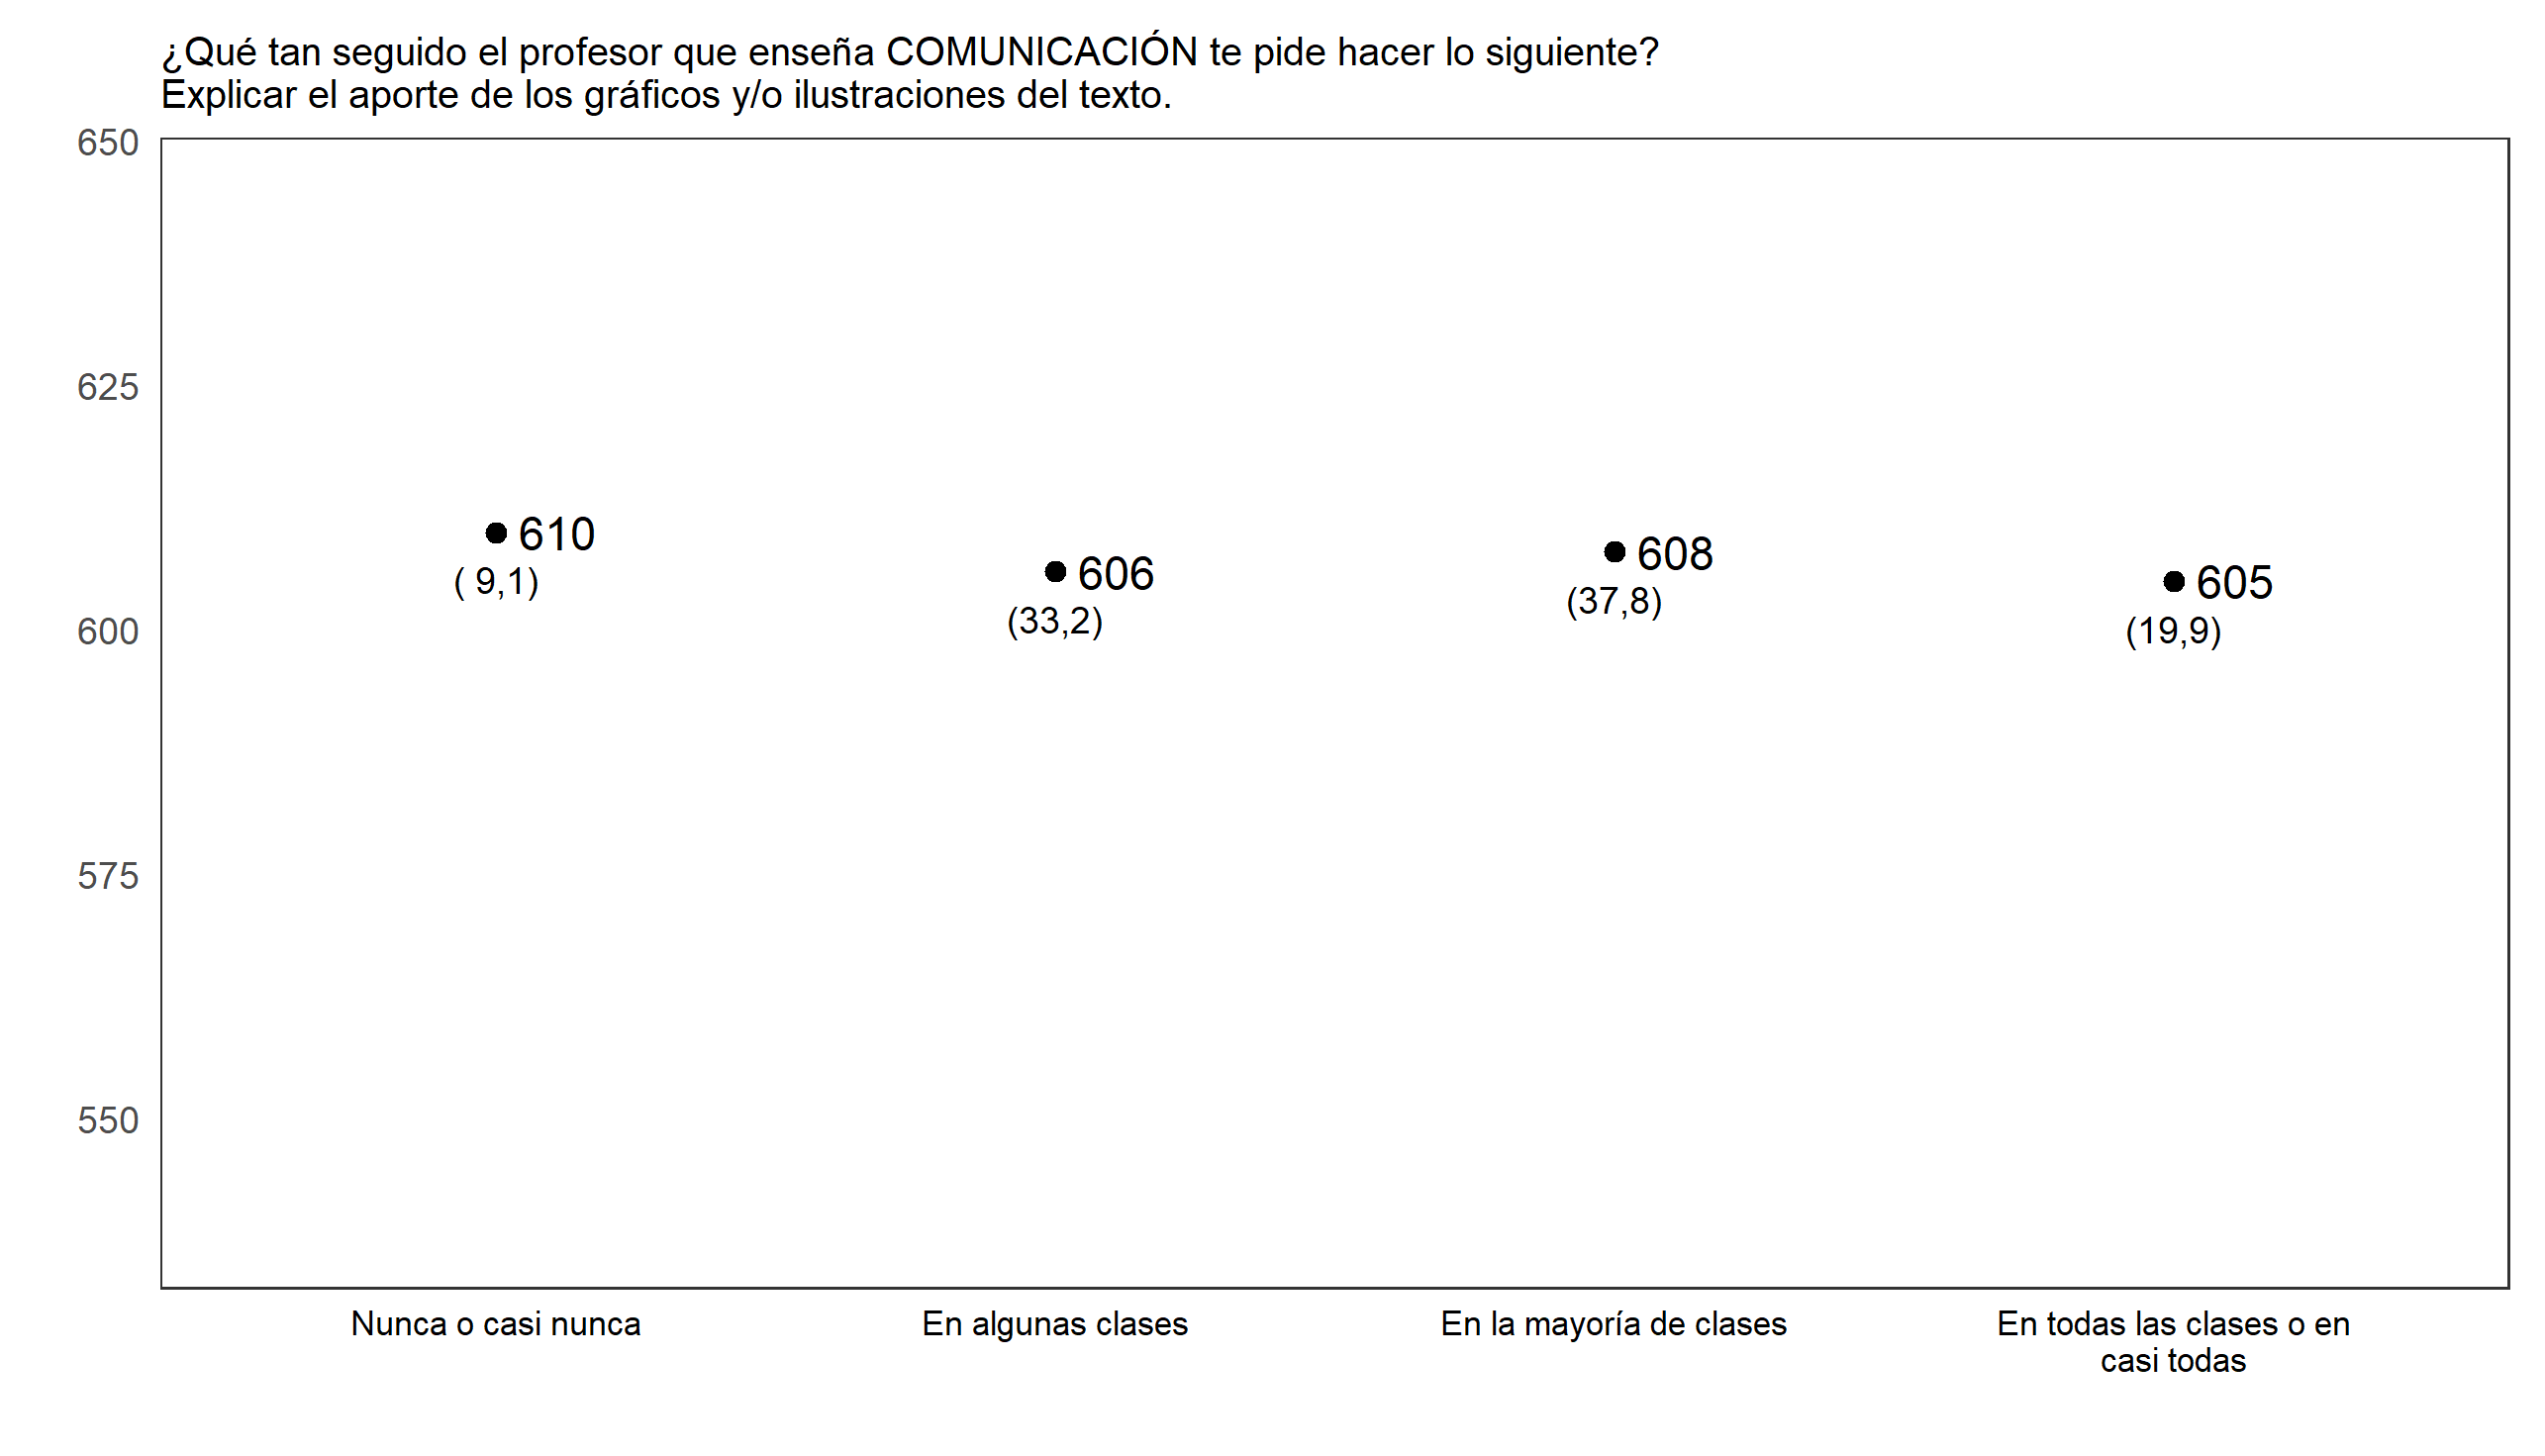 ¿Qué tan seguido el profesor que enseña COMUNICACIÓN te pide hacer lo siguiente?
Explicar el aporte de los gráficos y/o ilustraciones del texto.
650
625
600
575
550
610
( 9,1)
606
(33,2)
608
(37,8)
605
(19,9)
Nunca o casi nunca
En algunas clases
En la mayoría de clases
En todas las clases o en
casi todas